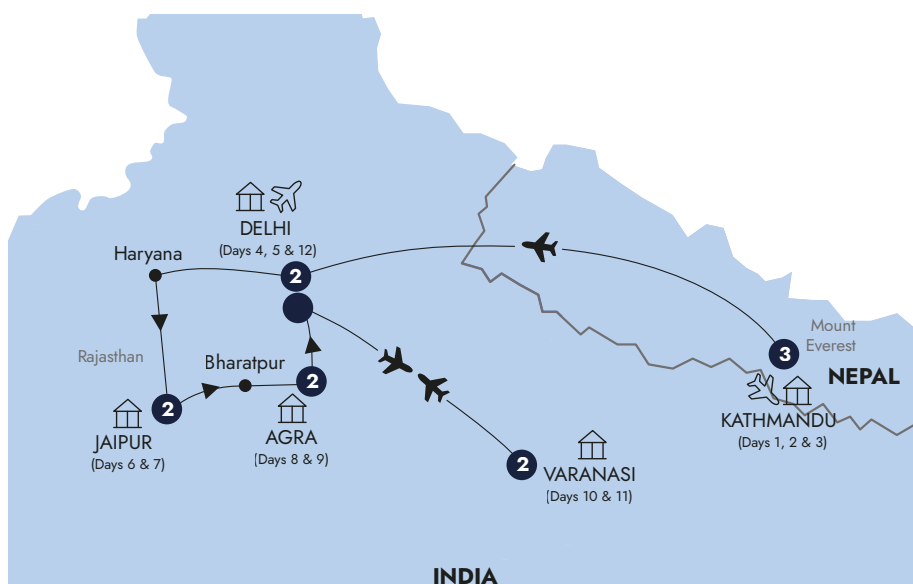 DELHI
(Days 4, 5 & 12)
2
Haryana
Rajasthan
Bharatpur
2
JAIPUR
(Days 6 & 7)
2
AGRA
(Days 8 & 9)
2
VARANASI
(Days 10 & 11)
Mount
Everest
3
NEPAL
KATHMANDU
(Days 1, 2 & 3)
INDIA